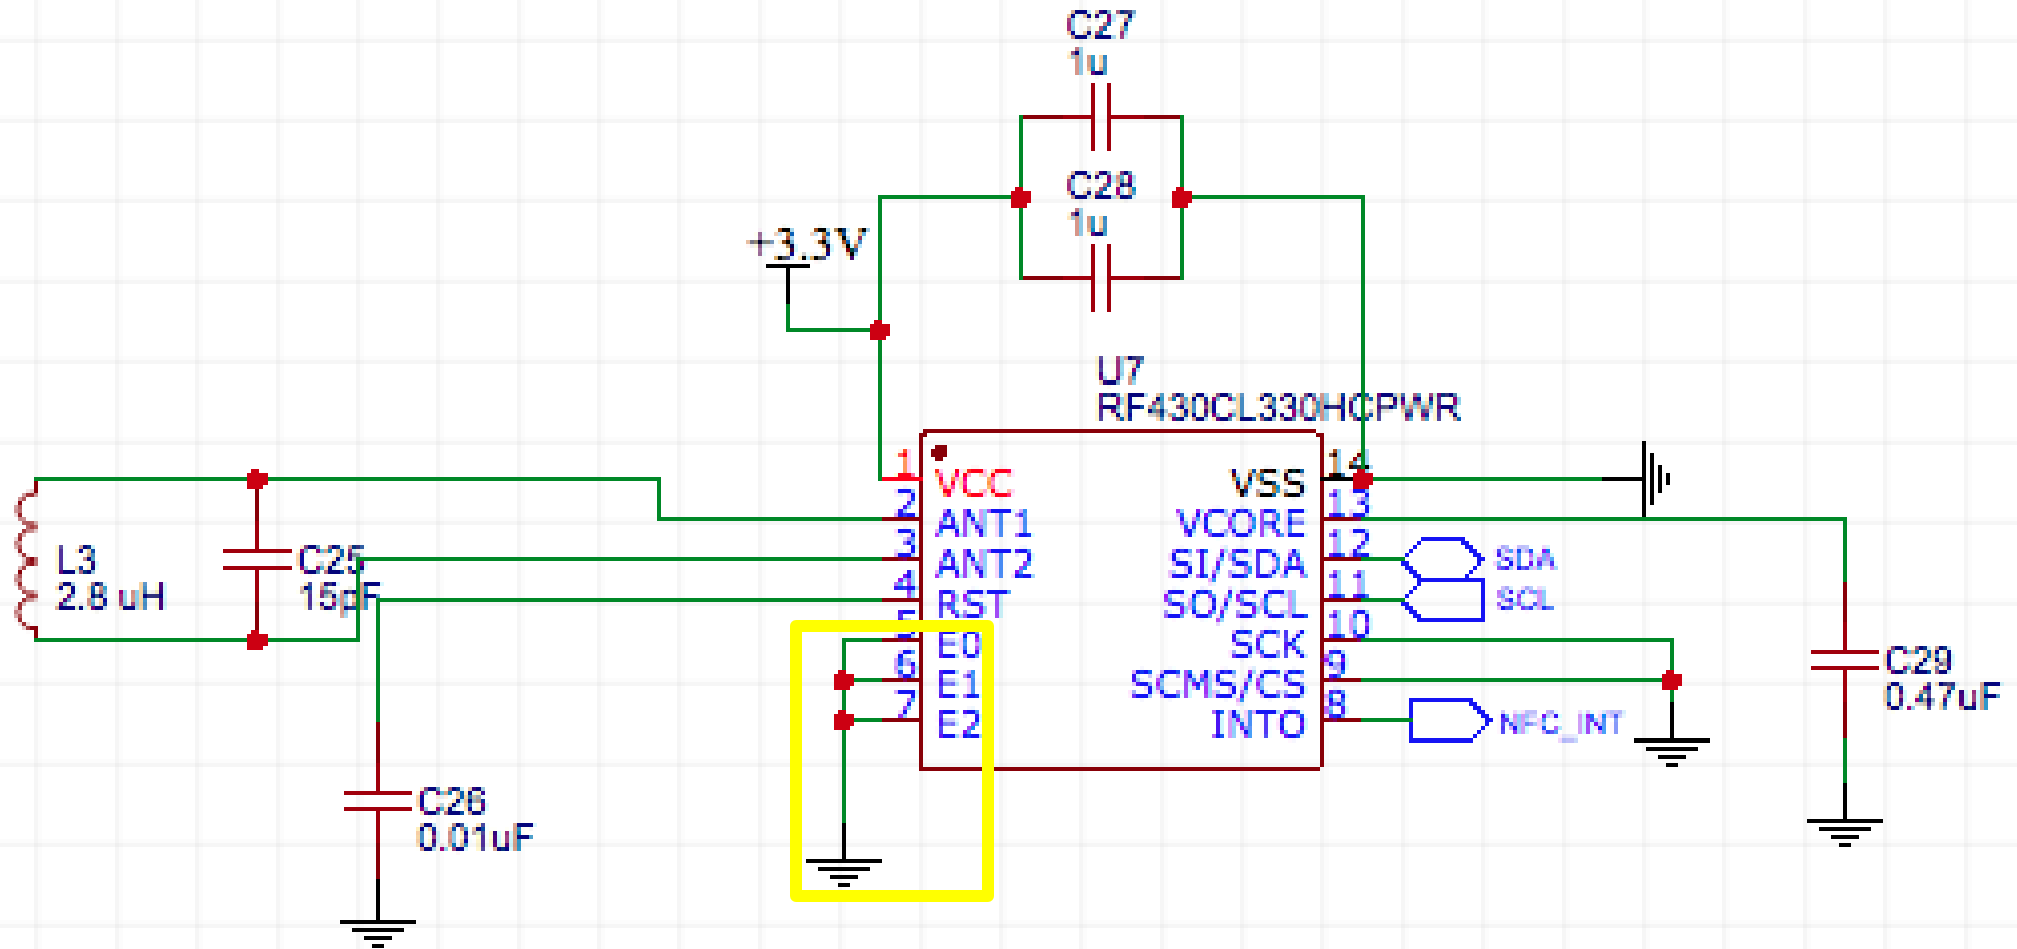 C27
1u
C28
1u
+3.3V
U7
RF430CL330HCPWR
1 VCC
2 ANT1
3 ANT2
4 RST
5 E0
6 E1
7 E2
14 VSS
13 VCORE
12 SI/SDA
11 SO/SCL
10 SCK
9 SCMS/CS
8 INTO
SDA
SCL
NFC_INT
L3
2.8 uH
C25
15pF
C26
0.01uF
C29
0.47uF